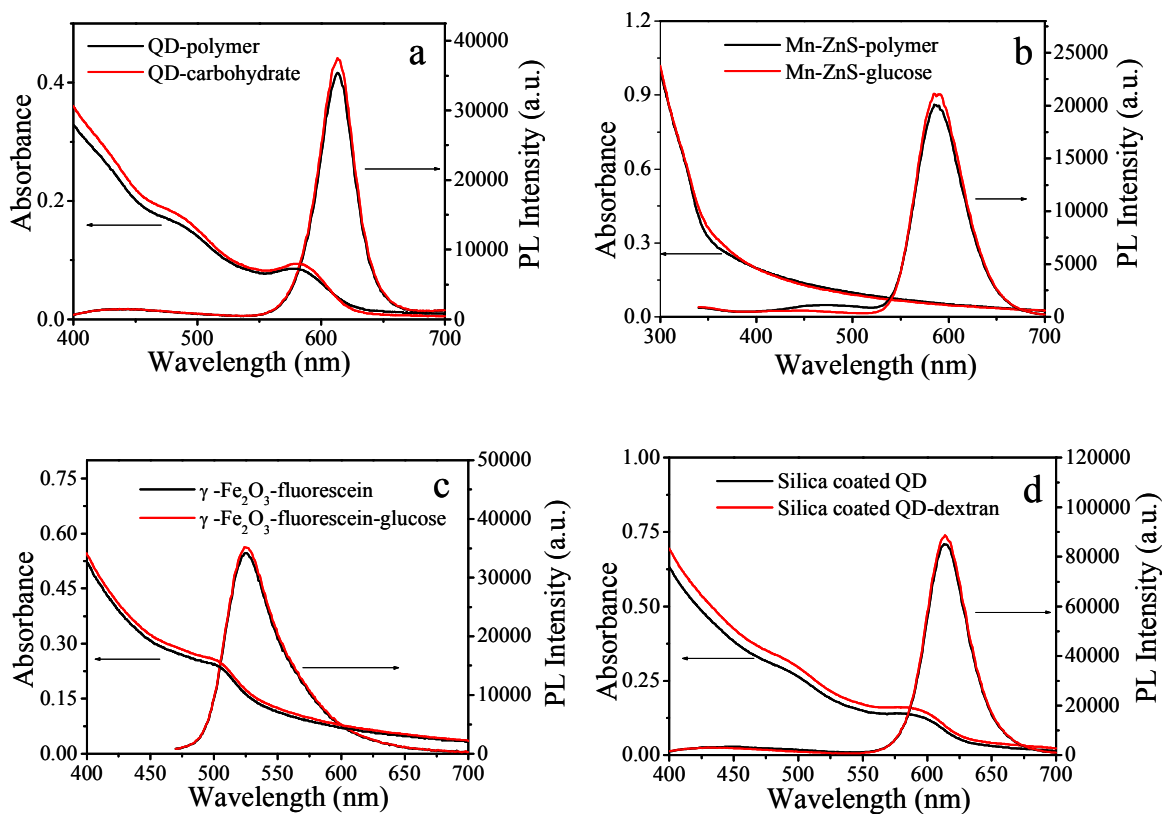 QD-polymer
QD-carbohydrate
a
Absorbance
0.4
0.2
0.0
40000
30000
20000
10000
0
PL Intensity (a.u.)
400 500 600 700
Wavelength (nm)
Mn-ZnS-polymer
Mn-ZnS-glucose
b
Absorbance
1.2
0.9
0.6
0.3
0.0
25000
20000
15000
10000
5000
0
PL Intensity (a.u.)
300 400 500 600 700
Wavelength (nm)
γ -Fe₂O₃-fluorescein
γ -Fe₂O₃-fluorescein-glucose
c
Absorbance
0.75
0.60
0.45
0.30
0.15
0.00
50000
40000
30000
20000
10000
0
PL Intensity (a.u.)
400 450 500 550 600 650 700
Wavelength (nm)
Silica coated QD
Silica coated QD-dextran
d
Absorbance
1.00
0.75
0.50
0.25
0.00
120000
100000
80000
60000
40000
20000
0
PL Intensity (a.u.)
400 450 500 550 600 650 700
Wavelength (nm)